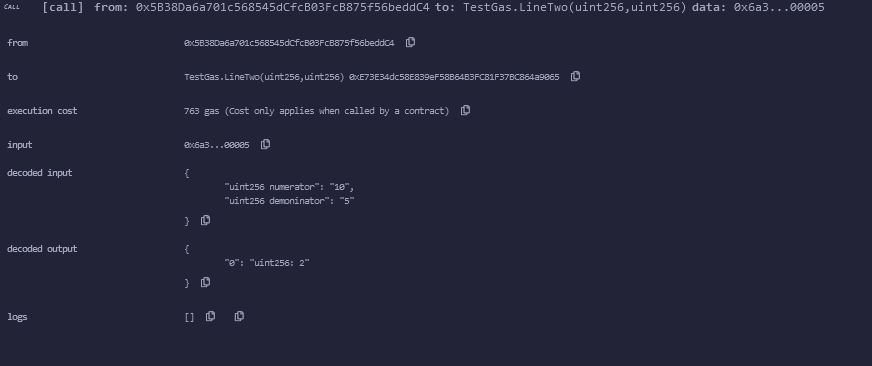 CALL [call] from: 0x5B38Da6a701c568545dCfcB03FcB875f56beddC4 to: TestGas.LineTwo(uint256,uint256) data: 0x6a3...00005
from 0x5B38Da6a701c568545dCfcB03FcB875f56beddC4
to TestGas.LineTwo(uint256,uint256) 0xE73E34dc58E839eF58B64B3FC81F37BC864a9065
execution cost 763 gas (Cost only applies when called by a contract)
input 0x6a3...00005
decoded input {
"uint256 numerator": "10",
"uint256 demoninator": "5"
}
decoded output {
"0": "uint256: 2"
}
logs []